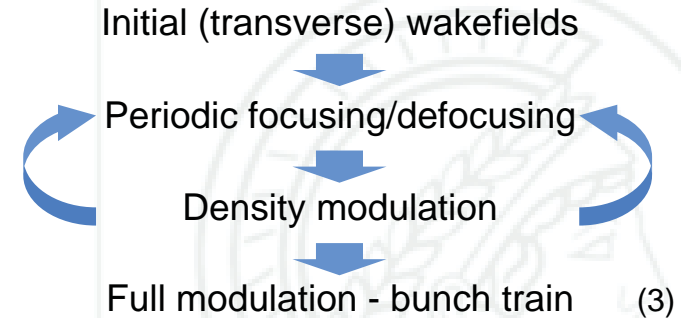 Initial (transverse) wakefields
Periodic focusing/defocusing
Density modulation
Full modulation - bunch train (3)